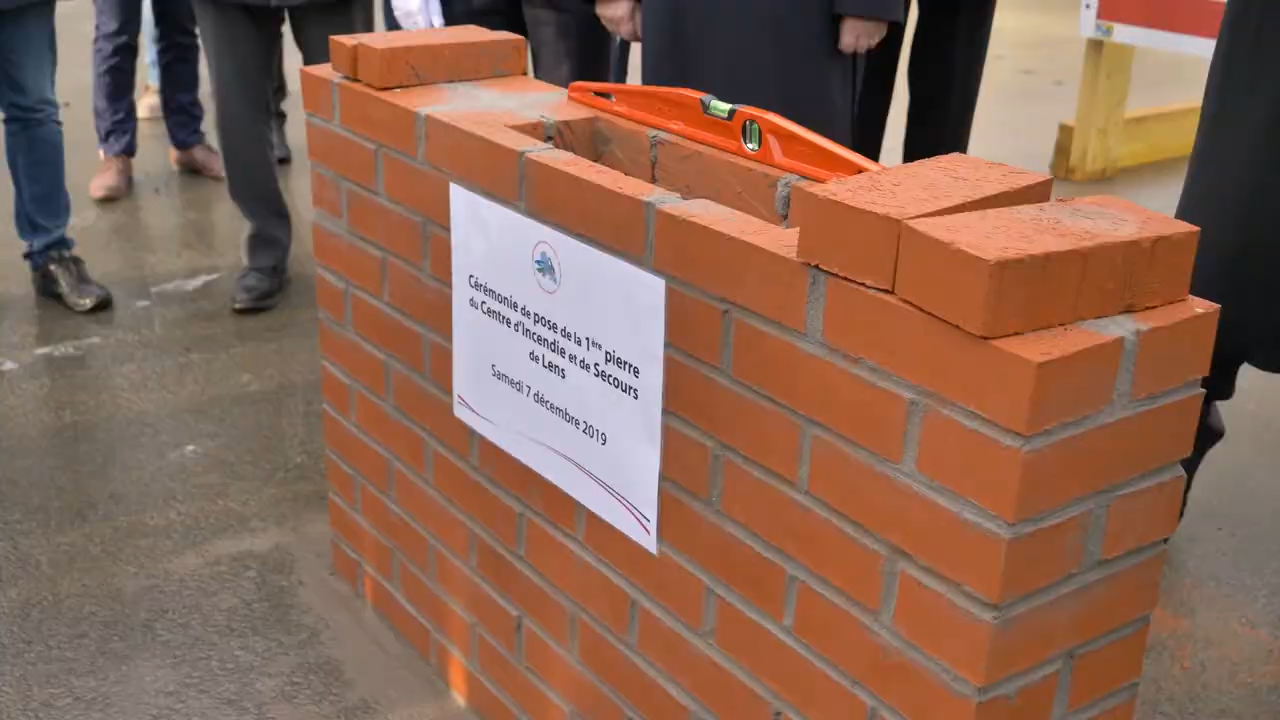 Cérémonie de pose de la 1ère pierre
du Centre d'Incendie et de Secours
de Lens
Samedi 7 décembre 2019